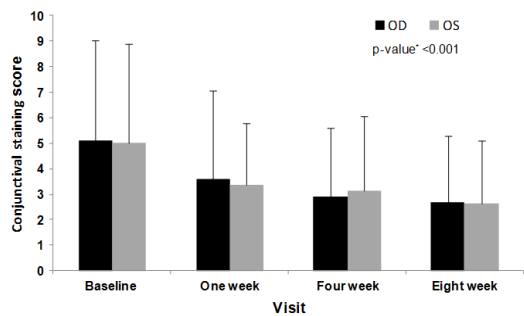 Conjunctival staining score
10
9
8
7
6
5
4
3
2
1
0
OD OS
p-value* <0.001
Baseline One week Four week Eight week
Visit